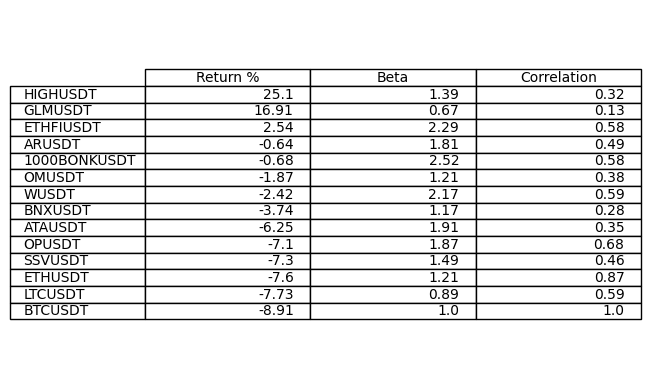 Return % Beta Correlation
HIGHUSDT 25.1 1.39 0.32
GLMUSDT 16.91 0.67 0.13
ETHFIUSDT 2.54 2.29 0.58
ARUSDT -0.64 1.81 0.49
1000BONKUSDT -0.68 2.52 0.58
OMUSDT -1.87 1.21 0.38
WUSDT -2.42 2.17 0.59
BNXUSDT -3.74 1.17 0.28
ATAUSDT -6.25 1.91 0.35
OPUSDT -7.1 1.87 0.68
SSVUSDT -7.3 1.49 0.46
ETHUSDT -7.6 1.21 0.87
LTCUSDT -7.73 0.89 0.59
BTCUSDT -8.91 1.0 1.0